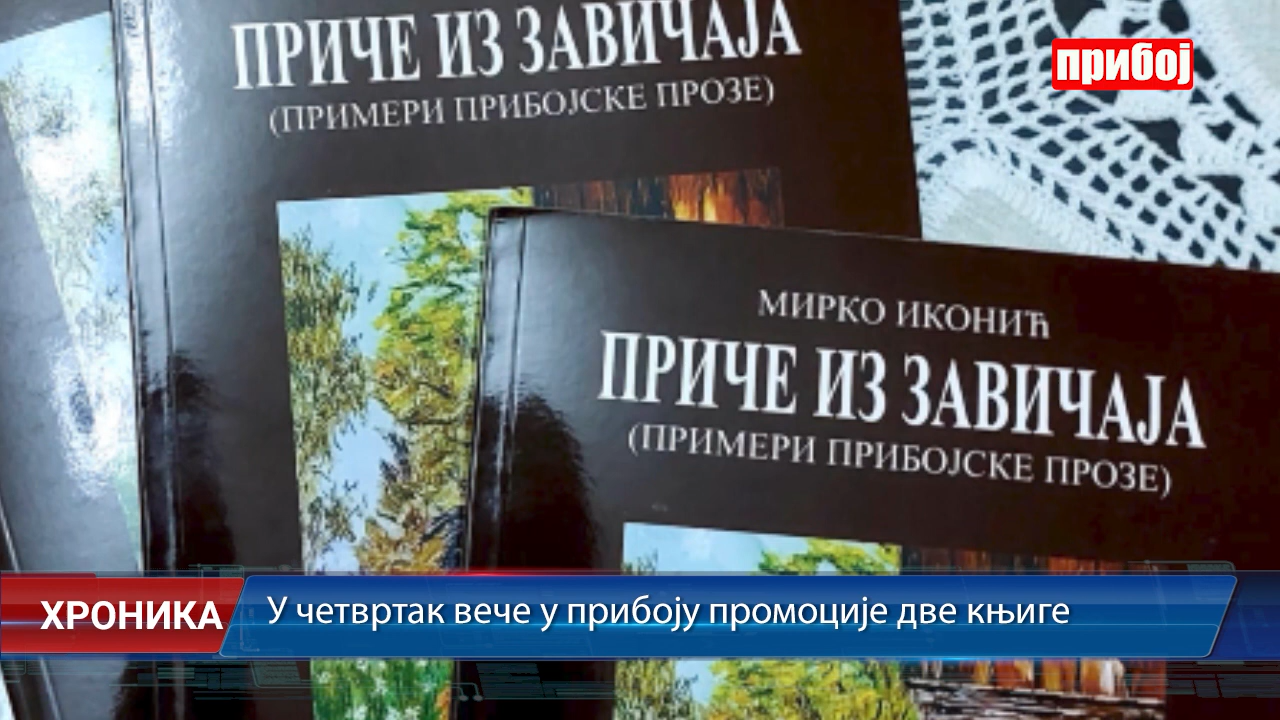 ПРИЧЕ ИЗ ЗАВИЧАЈА
(ПРИМЕРИ ПРИБОЈСКЕ ПРОЗЕ)
прибој
МИРКО ИКОНИЋ
ПРИЧЕ ИЗ ЗАВИЧАЈА
(ПРИМЕРИ ПРИБОЈСКЕ ПРОЗЕ)
ХРОНИКА
У четвртак вече у прибоју промоције две књиге